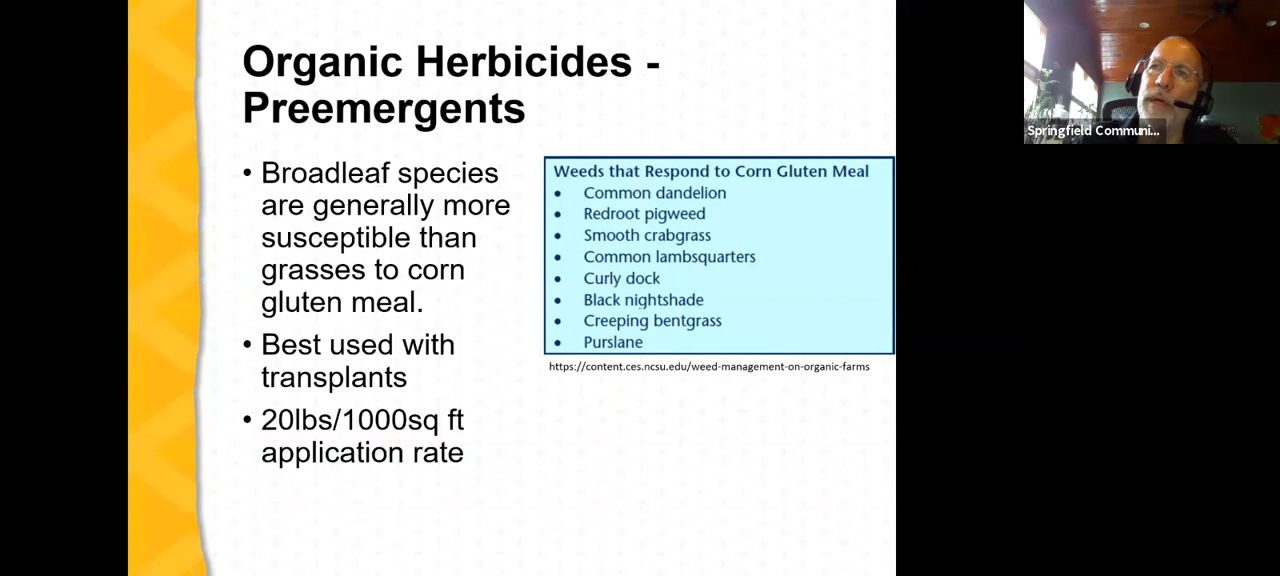 Organic Herbicides -
Preemergents
• Broadleaf species
are generally more
susceptible than
grasses to corn
gluten meal.
• Best used with
transplants
• 20lbs/1000sq ft
application rate
Weeds that Respond to Corn Gluten Meal
• Common dandelion
• Redroot pigweed
• Smooth crabgrass
• Common lambsquarters
• Curly dock
• Black nightshade
• Creeping bentgrass
• Purslane
https://content.ces.ncsu.edu/weed-management-on-organic-farms
Springfield Communi...